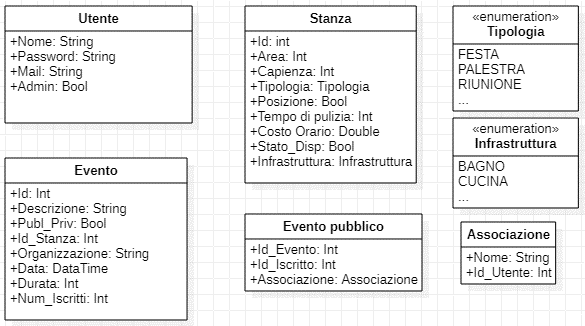 Utente
+Nome: String
+Password: String
+Mail: String
+Admin: Bool
Stanza
+Id: int
+Area: Int
+Capienza: Int
+Tipologia: Tipologia
+Posizione: Bool
+Tempo di pulizia: Int
+Costo Orario: Double
+Stato_Disp: Bool
+Infrastruttura: Infrastruttura
«enumeration»
Tipologia
FESTA
PALESTRA
RIUNIONE
...
«enumeration»
Infrastruttura
BAGNO
CUCINA
...
Evento
+Id: Int
+Descrizione: String
+Publ_Priv: Bool
+Id_Stanza: Int
+Organizzazione: String
+Data: DataTime
+Durata: Int
+Num_Iscritti: Int
Evento pubblico
+Id_Evento: Int
+Id_Iscritto: Int
+Associazione: Associazione
Associazione
+Nome: String
+Id_Utente: Int